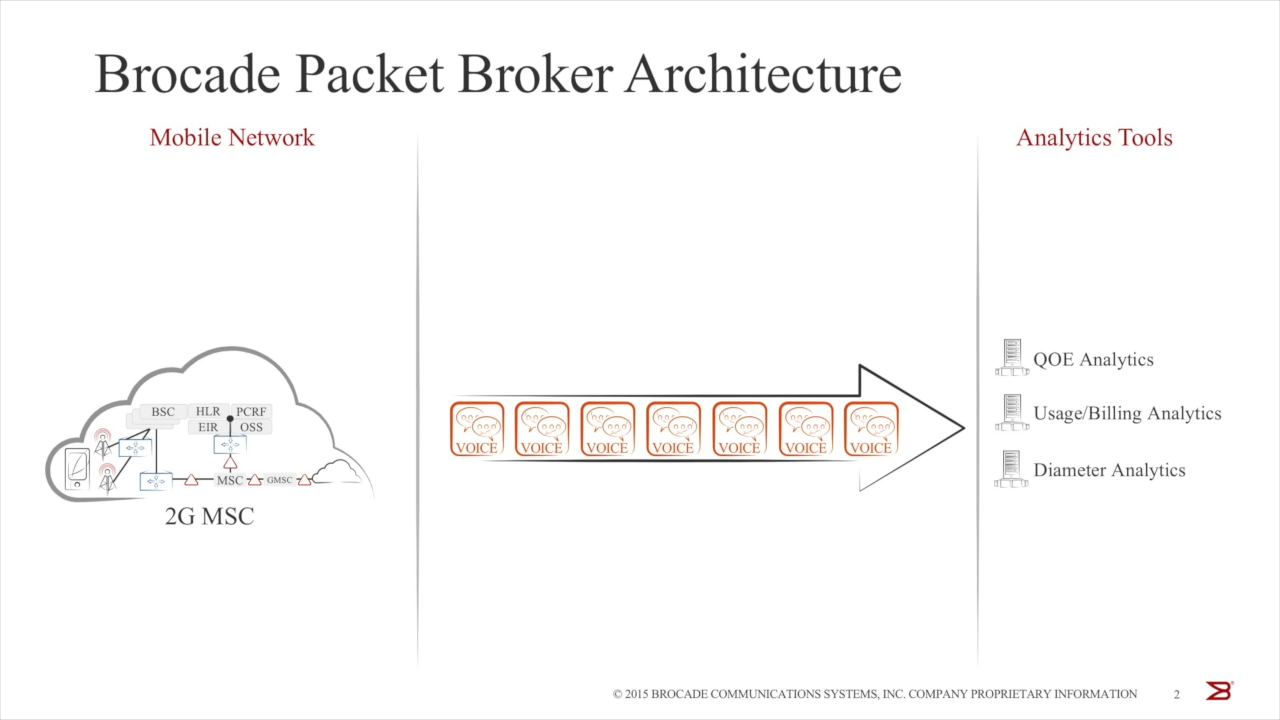 Brocade Packet Broker Architecture
Mobile Network
Analytics Tools
BSC
HLR
PCRF
EIR
OSS
MSC
GMSC
2G MSC
VOICE
VOICE
VOICE
VOICE
VOICE
VOICE
VOICE
QOE Analytics
Usage/Billing Analytics
Diameter Analytics
© 2015 BROCADE COMMUNICATIONS SYSTEMS, INC. COMPANY PROPRIETARY INFORMATION
2